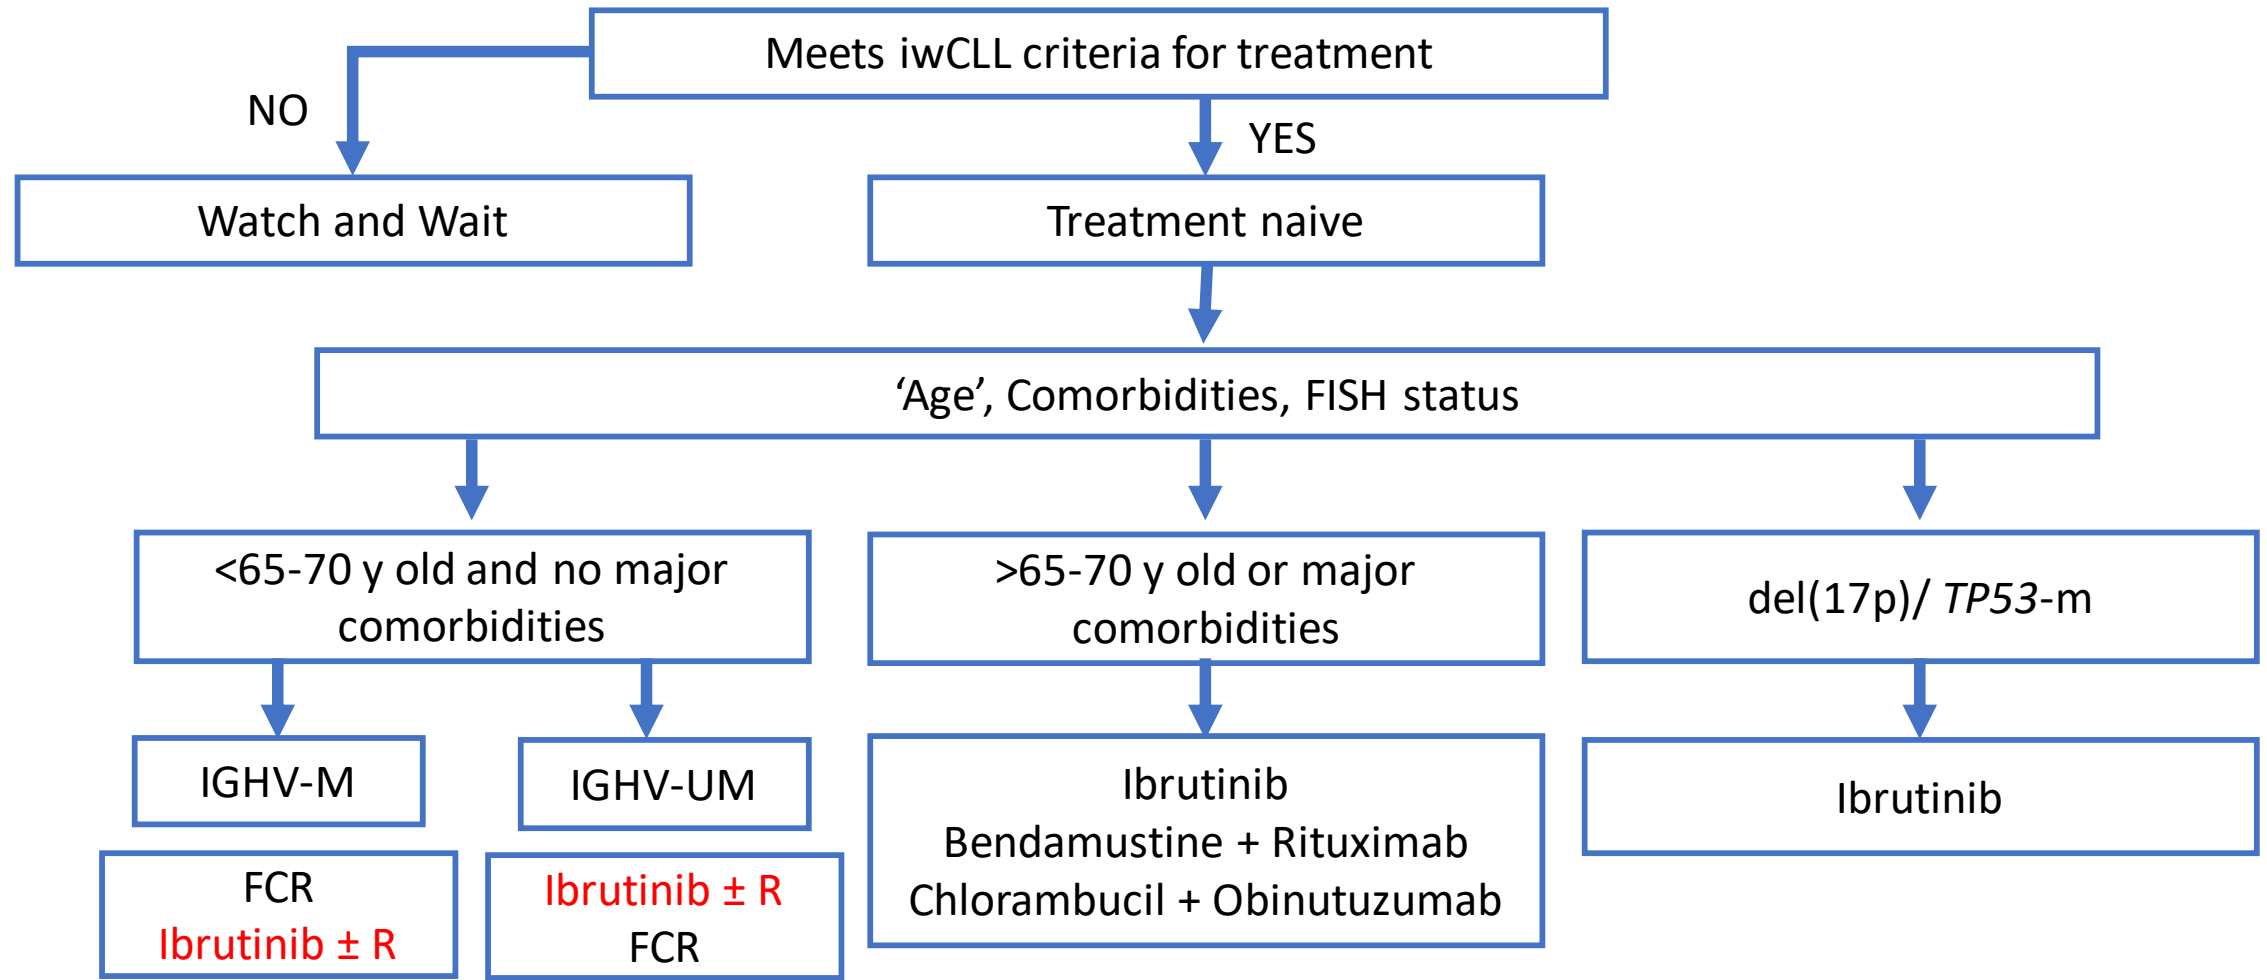 Meets iwCLL criteria for treatment
NO
YES
Watch and Wait
Treatment naive
‘Age’, Comorbidities, FISH status
<65-70 y old and no major
comorbidities
>65-70 y old or major
comorbidities
del(17p)/ TP53-m
IGHV-M
IGHV-UM
Ibrutinib
Bendamustine + Rituximab
Chlorambucil + Obinutuzumab
Ibrutinib
FCR
Ibrutinib ± R
Ibrutinib ± R
FCR